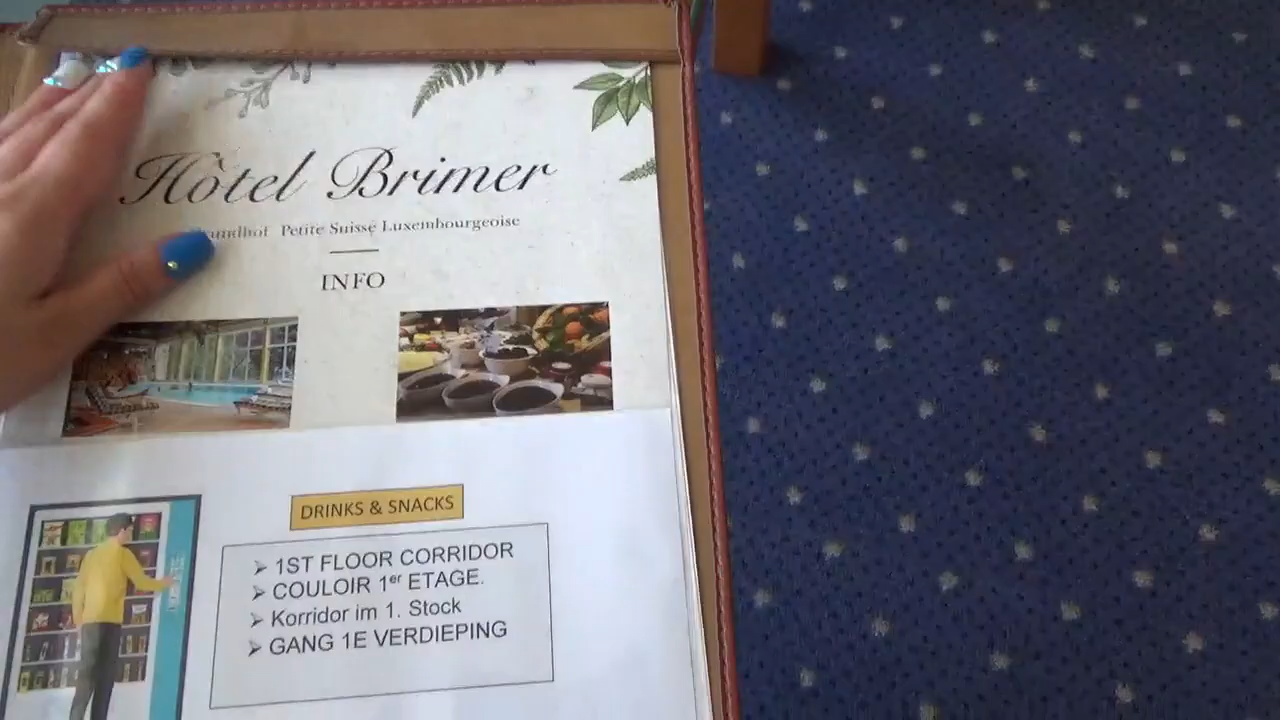 Hôtel Brimer
Petite Suisse Luxembourgeoise
INFO
DRINKS & SNACKS
➢ 1ST FLOOR CORRIDOR
➢ COULOIR 1er ETAGE.
➢ Korridor im 1. Stock
➢ GANG 1E VERDIEPING